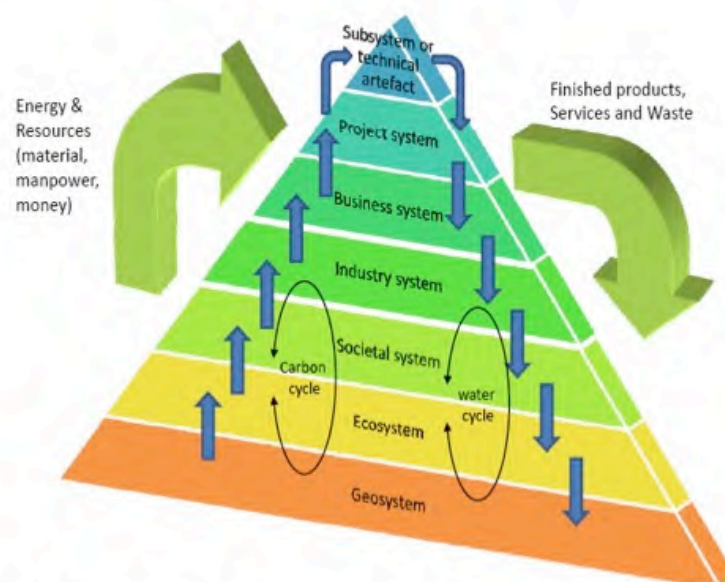 Subsystem or
technical
artefact
Energy &
Resources
(material,
manpower,
money)
Finished products,
Services and Waste
Project system
Business system
Industry system
Societal system
Carbon
cycle
water
cycle
Ecosystem
Geosystem